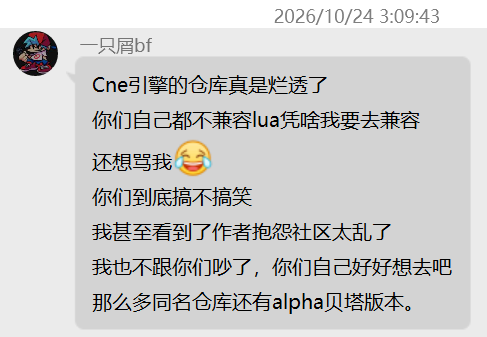 2026/10/24 3:09:43
一只屑bf
Cne引擎的仓库真是烂透了
你们自己都不兼容lua凭啥我要去兼容
还想骂我😂
你们到底搞不搞笑
我甚至看到了作者抱怨社区太乱了
我也不跟你们吵了，你们自己好好想去吧
那么多同名仓库还有alpha贝塔版本。